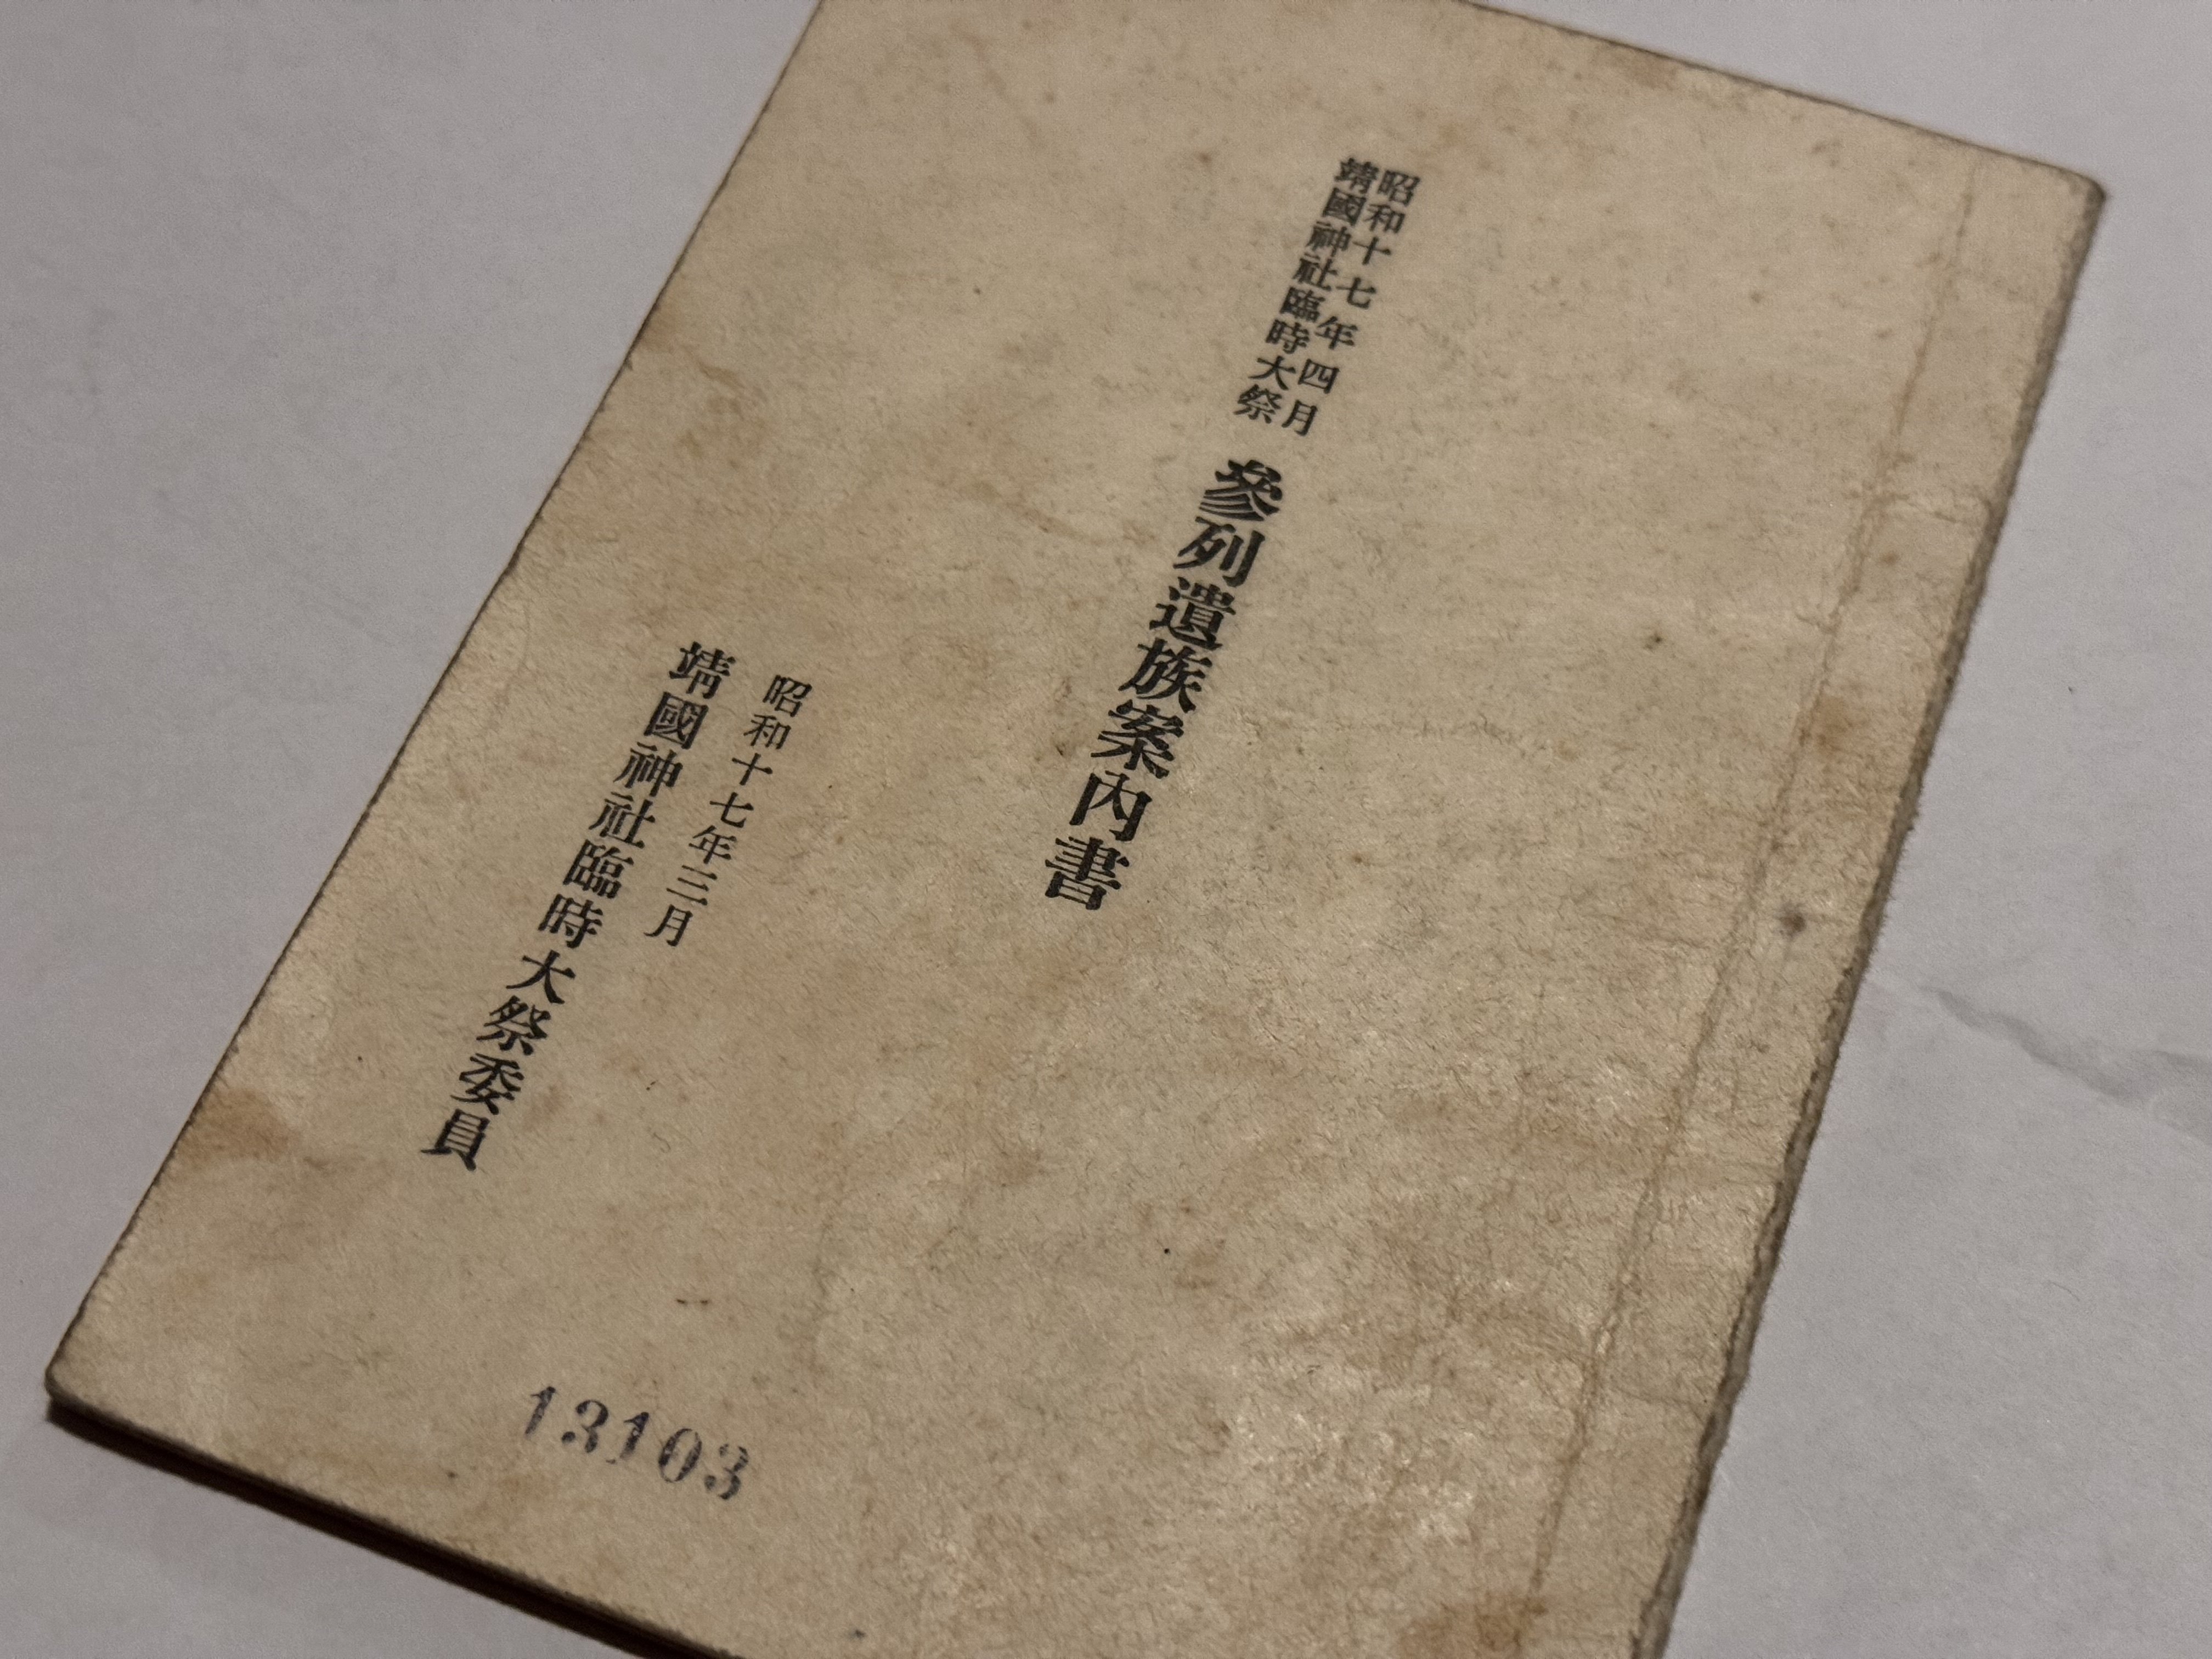 昭和十七年四月
靖國神社臨時大祭
參列遺族案內書
昭和十七年三月
靖國神社臨時大祭委員
13103